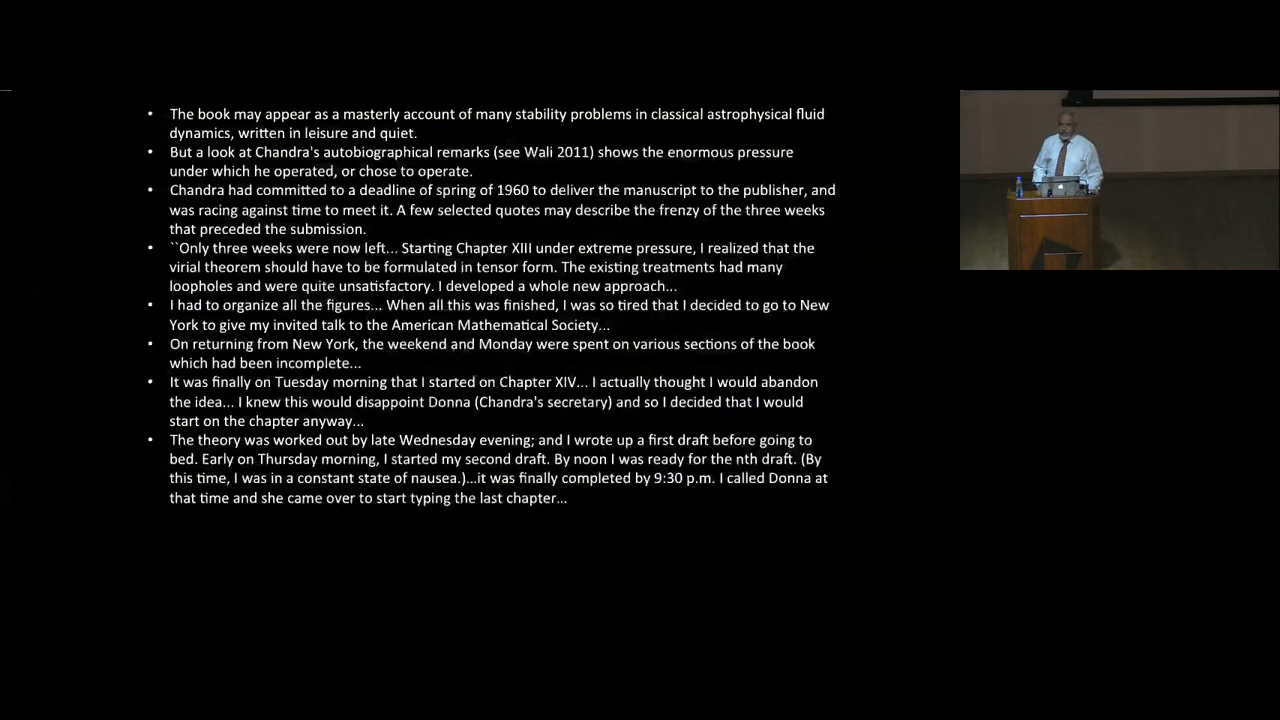 • The book may appear as a masterly account of many stability problems in classical astrophysical fluid
dynamics, written in leisure and quiet.
• But a look at Chandra's autobiographical remarks (see Wali 2011) shows the enormous pressure
under which he operated, or chose to operate.
• Chandra had committed to a deadline of spring of 1960 to deliver the manuscript to the publisher, and
was racing against time to meet it. A few selected quotes may describe the frenzy of the three weeks
that preceded the submission.
• ``Only three weeks were now left... Starting Chapter XIII under extreme pressure, I realized that the
virial theorem should have to be formulated in tensor form. The existing treatments had many
loopholes and were quite unsatisfactory. I developed a whole new approach...
• I had to organize all the figures... When all this was finished, I was so tired that I decided to go to New
York to give my invited talk to the American Mathematical Society...
• On returning from New York, the weekend and Monday were spent on various sections of the book
which had been incomplete...
• It was finally on Tuesday morning that I started on Chapter XIV... I actually thought I would abandon
the idea... I knew this would disappoint Donna (Chandra's secretary) and so I decided that I would
start on the chapter anyway...
• The theory was worked out by late Wednesday evening; and I wrote up a first draft before going to
bed. Early on Thursday morning, I started my second draft. By noon I was ready for the nth draft. (By
this time, I was in a constant state of nausea.)...it was finally completed by 9:30 p.m. I called Donna at
that time and she came over to start typing the last chapter...